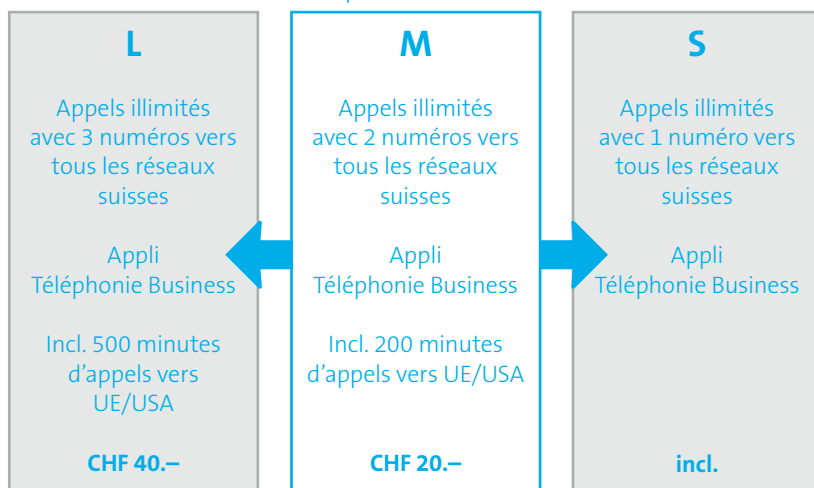 L
Appels illimités
avec 3 numéros vers
tous les réseaux
suisses
Appli
Téléphonie Business
Incl. 500 minutes
d’appels vers
UE/USA
CHF 40.–
M
Appels illimités
avec 2 numéros vers
tous les réseaux
suisses
Appli
Téléphonie Business
Incl. 200 minutes
d’appels vers UE/USA
CHF 20.–
S
Appels illimités
avec 1 numéro vers
tous les réseaux
suisses
Appli
Téléphonie Business
incl.